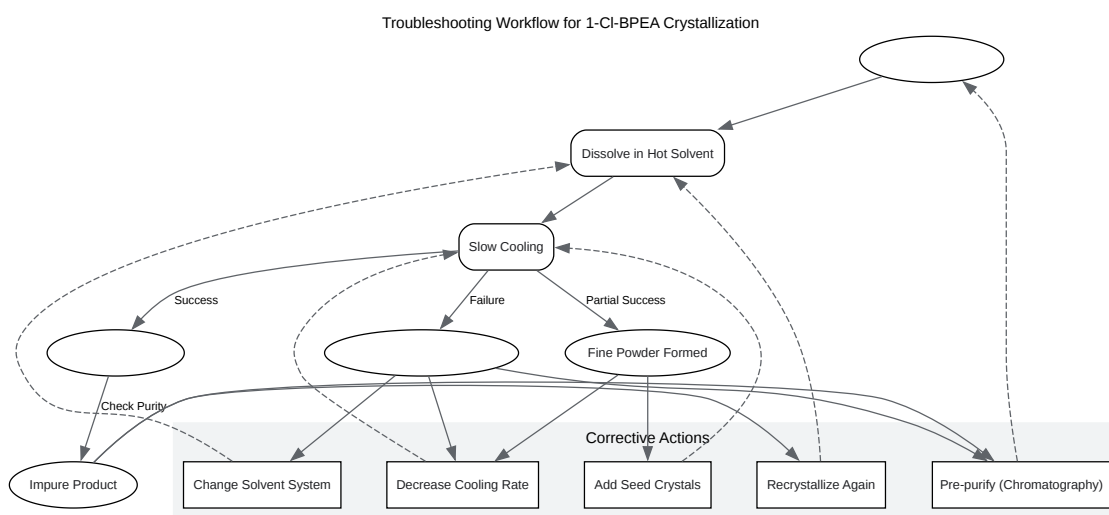 Troubleshooting Workflow for 1-Cl-BPEA Crystallization
Dissolve in Hot Solvent
Slow Cooling
Success
Failure
Partial Success
Fine Powder Formed
Check Purity
Corrective Actions
Impure Product
Change Solvent System
Decrease Cooling Rate
Add Seed Crystals
Recrystallize Again
Pre-purify (Chromatography)